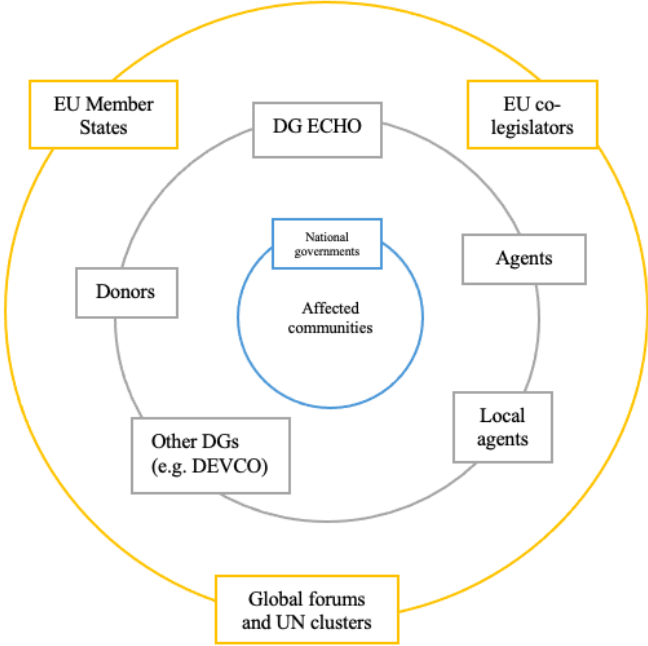 EU Member
States
EU co-
legislators
DG ECHO
National
governments
Agents
Donors
Affected
communities
Local
agents
Other DGs
(e.g. DEVCO)
Global forums
and UN clusters